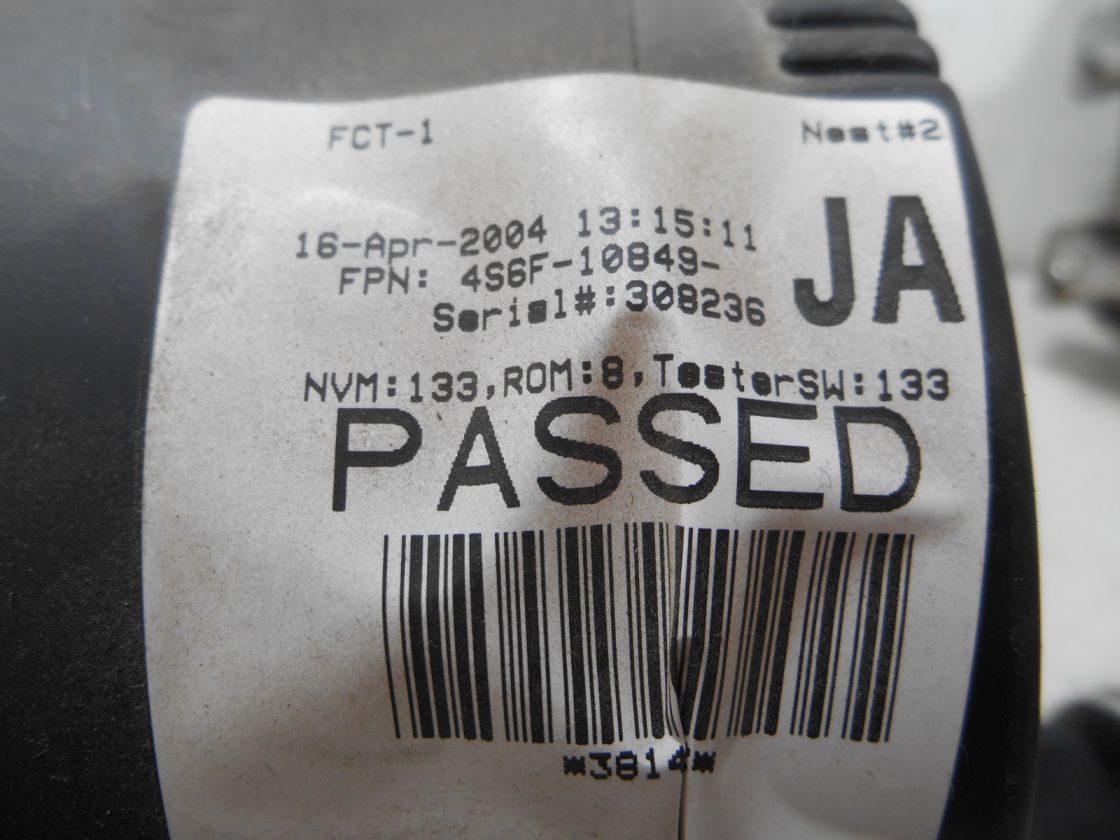 FCT-1 Nest#2
JA
16-Apr-2004 13:15:11
FPN: 4S6F-10849-
Serial#:308236
NVM:133,ROM:8,TesterSW:133
PASSED
*3814*